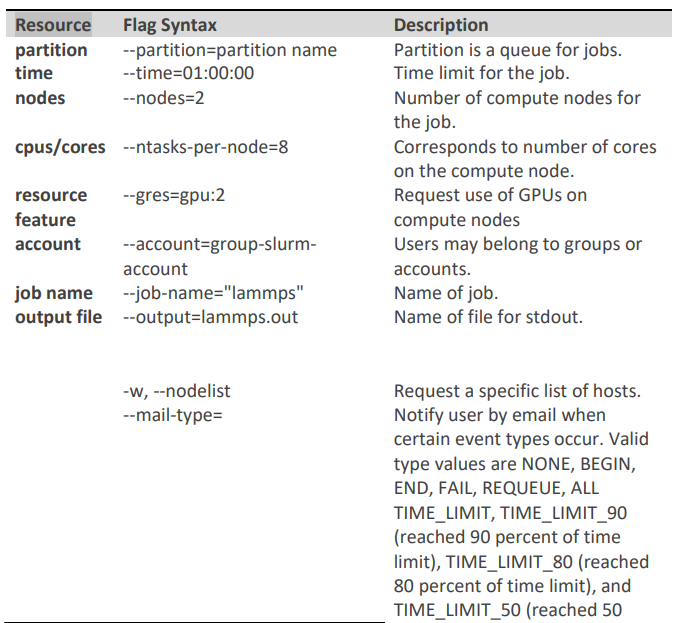 Resource Flag Syntax Description
partition --partition=partition name Partition is a queue for jobs.
time --time=01:00:00 Time limit for the job.
nodes --nodes=2 Number of compute nodes for
the job.
cpus/cores --ntasks-per-node=8 Corresponds to number of cores
on the compute node.
resource --gres=gpu:2 Request use of GPUs on
feature compute nodes
account --account=group-slurm- Users may belong to groups or
account accounts.
job name --job-name="lammps" Name of job.
output file --output=lammps.out Name of file for stdout.
-w, --nodelist Request a specific list of hosts.
--mail-type= Notify user by email when
certain event types occur. Valid
type values are NONE, BEGIN,
END, FAIL, REQUEUE, ALL
TIME_LIMIT, TIME_LIMIT_90
(reached 90 percent of time
limit), TIME_LIMIT_80 (reached
80 percent of time limit), and
TIME_LIMIT_50 (reached 50